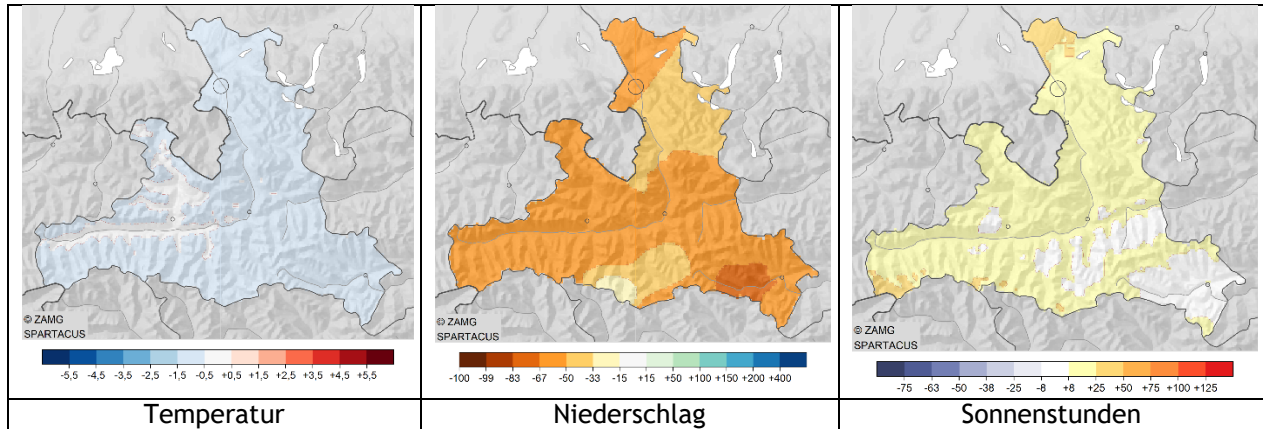 © ZAMG
SPARTACUS
-5,5 -4,5 -3,5 -2,5 -1,5 -0,5 +0,5 +1,5 +2,5 +3,5 +4,5 +5,5
Temperatur
© ZAMG
SPARTACUS
-100 -99 -83 -67 -50 -33 -15 +15 +50 +100 +150 +200 +400
Niederschlag
© ZAMG
SPARTACUS
-75 -63 -50 -38 -25 -8 +8 +25 +50 +75 +100 +125
Sonnenstunden